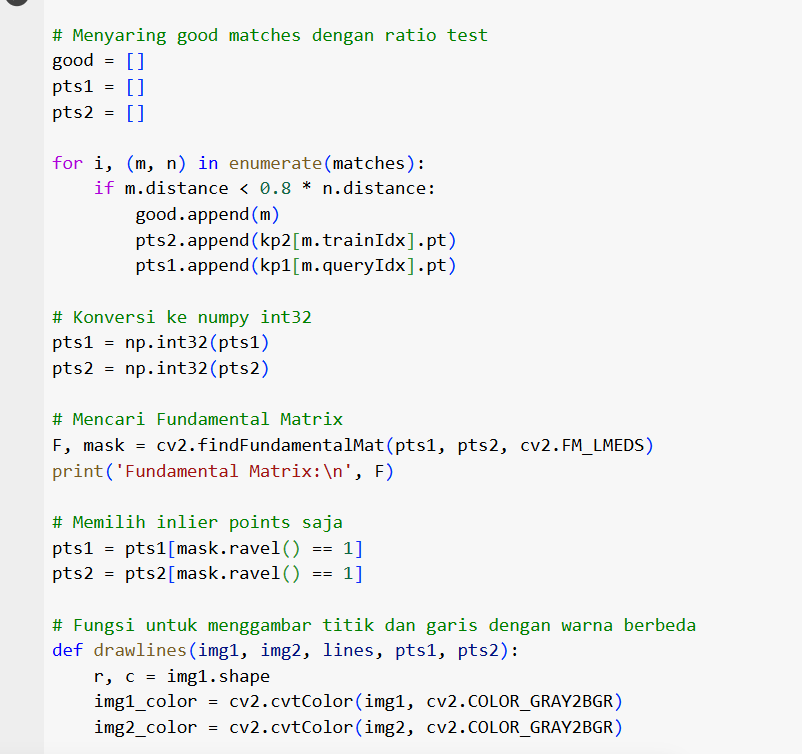 # Menyaring good matches dengan ratio test
good = []
pts1 = []
pts2 = []
for i, (m, n) in enumerate(matches):
    if m.distance < 0.8 * n.distance:
        good.append(m)
        pts2.append(kp2[m.trainIdx].pt)
        pts1.append(kp1[m.queryIdx].pt)
# Konversi ke numpy int32
pts1 = np.int32(pts1)
pts2 = np.int32(pts2)
# Mencari Fundamental Matrix
F, mask = cv2.findFundamentalMat(pts1, pts2, cv2.FM_LMEDS)
print('Fundamental Matrix:\n', F)
# Memilih inlier points saja
pts1 = pts1[mask.ravel() == 1]
pts2 = pts2[mask.ravel() == 1]
# Fungsi untuk menggambar titik dan garis dengan warna berbeda
def drawlines(img1, img2, lines, pts1, pts2):
    r, c = img1.shape
    img1_color = cv2.cvtColor(img1, cv2.COLOR_GRAY2BGR)
    img2_color = cv2.cvtColor(img2, cv2.COLOR_GRAY2BGR)